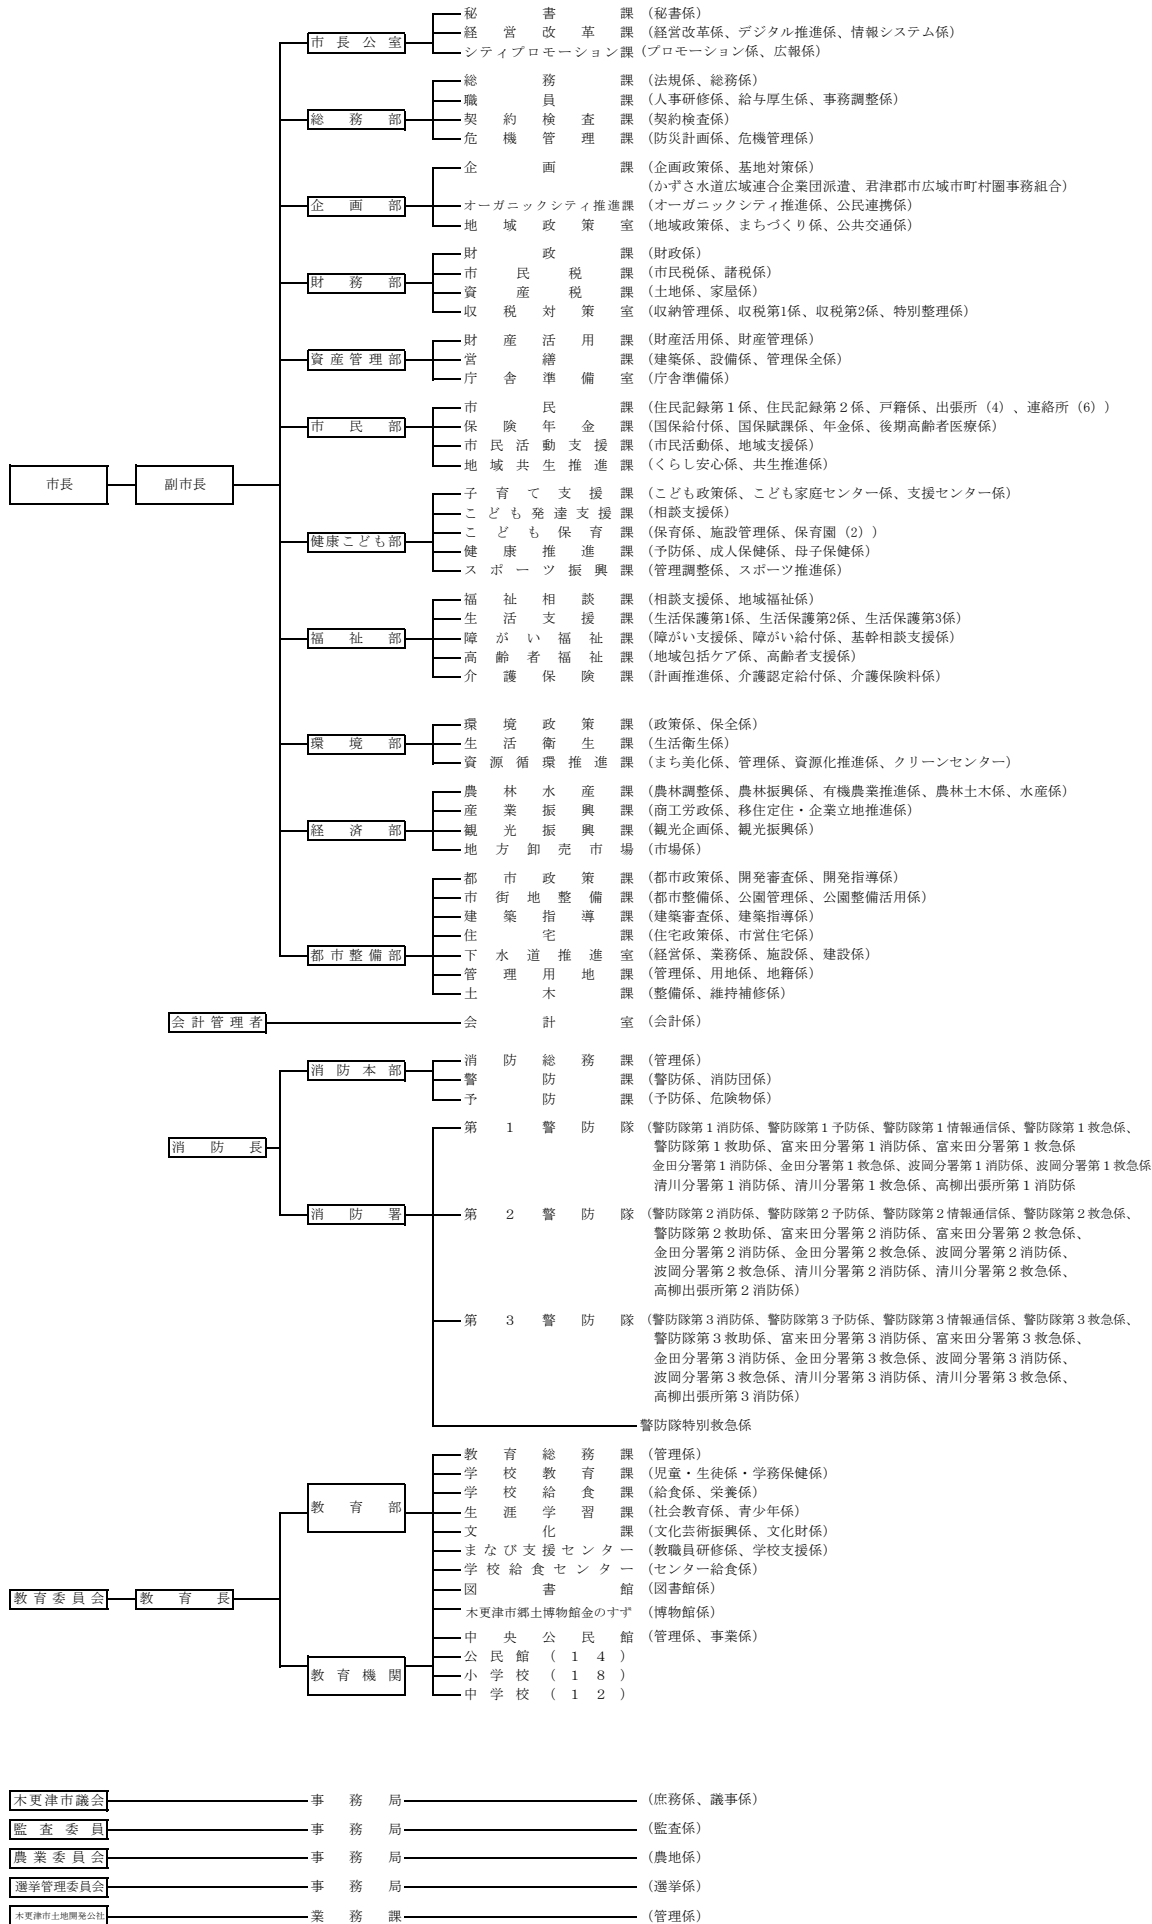 秘書課（秘書係）
経営改革課（経営改革係、デジタル推進係、情報システム係）
市長公室
シティプロモーション課（プロモーション係、広報係）
総務課（法規係、総務係）
職員課（人事研修係、給与厚生係、事務調整係）
総務部
契約検査課（契約検査係）
危機管理課（防災計画係、危機管理係）
企画課（企画政策係、基地対策係）
（かずさ水道広域連合企業団派遣、君津郡市広域市町村圏事務組合）
企画部
オーガニックシティ推進課（オーガニックシティ推進係、公民連携係）
地域政策室（地域政策係、まちづくり係、公共交通係）
財政課（財政係）
市民税課（市民税係、諸税係）
財務部
資産税課（土地係、家屋係）
収税対策室（収納管理係、収税第1係、収税第2係、特別整理係）
財産活用課（財産活用係、財産管理係）
資産管理部
営繕課（建築係、設備係、管理保全係）
庁舎準備室（庁舎準備係）
市民課（住民記録第１係、住民記録第２係、戸籍係、出張所（4）、連絡所（6））
市民部
保険年金課（国保給付係、国保賦課係、年金係、後期高齢者医療係）
市民活動支援課（市民活動係、地域支援係）
地域共生推進課（くらし安心係、共生推進係）
市長
副市長
子育て支援課（こども政策係、こども家庭センター係、支援センター係）
こども発達支援課（相談支援係）
こども保育課（保育係、施設管理係、保育園（2））
健康こども部
健康推進課（予防係、成人保健係、母子保健係）
スポーツ振興課（管理調整係、スポーツ推進係）
福祉相談課（相談支援係、地域福祉係）
生活支援課（生活保護第1係、生活保護第2係、生活保護第3係）
福祉部
障がい福祉課（障がい支援係、障がい給付係、基幹相談支援係）
高齢者福祉課（地域包括ケア係、高齢者支援係）
介護保険課（計画推進係、介護認定給付係、介護保険料係）
環境政策課（政策係、保全係）
環境部
生活衛生課（生活衛生係）
資源循環推進課（まち美化係、管理係、資源化推進係、クリーンセンター）
農林水産課（農林調整係、農林振興係、有機農業推進係、農林土木係、水産係）
産業振興課（商工労政係、移住定住・企業立地推進係）
経済部
観光振興課（観光企画係、観光振興係）
地方卸売市場（市場係）
都市政策課（都市政策係、開発審査係、開発指導係）
市街地整備課（都市整備係、公園管理係、公園整備活用係）
建築指導課（建築審査係、建築指導係）
住宅課（住宅政策係、市営住宅係）
都市整備部
下水道推進室（経営係、業務係、施設係、建設係）
管理用地課（管理係、用地係、地籍係）
土木課（整備係、維持補修係）
会計管理者
会計室（会計係）
消防総務課（管理係）
消防本部
警防課（警防係、消防団係）
予防課（予防係、危険物係）
消防長
第１警防隊（警防隊第１消防係、警防隊第１予防係、警防隊第１情報通信係、警防隊第１救急係、
警防隊第１救助係、富来田分署第１消防係、富来田分署第１救急係
金田分署第１消防係、金田分署第１救急係、波岡分署第１消防係、波岡分署第１救急係
清川分署第１消防係、清川分署第１救急係、高柳出張所第１消防係
消防署
第２警防隊（警防隊第２消防係、警防隊第２予防係、警防隊第２情報通信係、警防隊第２救急係、
警防隊第２救助係、富来田分署第２消防係、富来田分署第２救急係、
金田分署第２消防係、金田分署第２救急係、波岡分署第２消防係、
波岡分署第２救急係、清川分署第２消防係、清川分署第２救急係、
高柳出張所第２消防係）
第３警防隊（警防隊第３消防係、警防隊第３予防係、警防隊第３情報通信係、警防隊第３救急係、
警防隊第３救助係、富来田分署第３消防係、富来田分署第３救急係、
金田分署第３消防係、金田分署第３救急係、波岡分署第３消防係、
波岡分署第３救急係、清川分署第３消防係、清川分署第３救急係、
高柳出張所第３消防係）
警防隊特別救急係
教育総務課（管理係）
学校教育課（児童・生徒係・学務保健係）
学校給食課（給食係、栄養係）
教育部
生涯学習課（社会教育係、青少年係）
文化課（文化芸術振興係、文化財係）
まなび支援センター（教職員研修係、学校支援係）
学校給食センター（センター給食係）
教育委員会
教育長
図書館（図書館係）
木更津市郷土博物館金のすず（博物館係）
中央公民館（管理係、事業係）
公民館（１４）
教育機関
小学校（１８）
中学校（１２）
木更津市議会 事務局（庶務係、議事係）
監査委員 事務局（監査係）
農業委員会 事務局（農地係）
選挙管理委員会 事務局（選挙係）
木更津市土地開発公社 業務課（管理係）